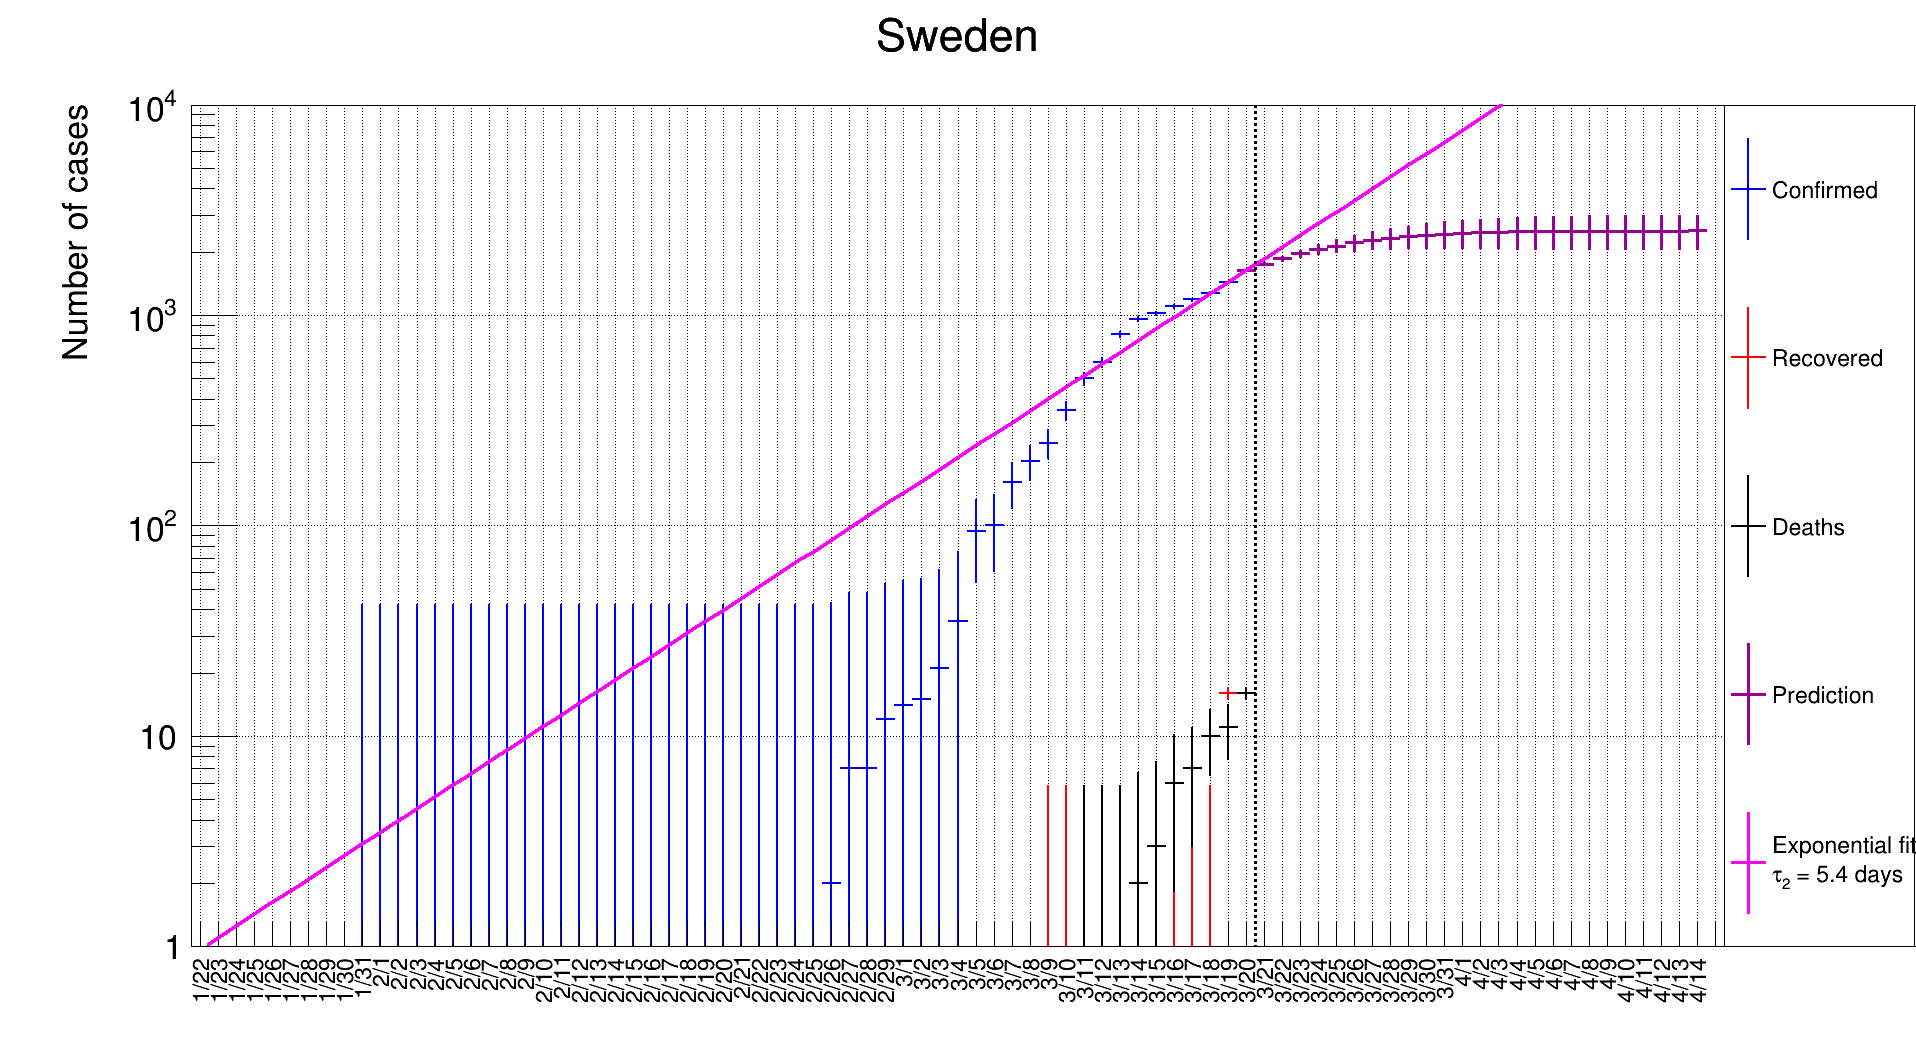 Sweden
Number of cases
10^4
10^3
10^2
10
1
1/22 1/23 1/24 1/25 1/26 1/27 1/28 1/29 1/30 1/31 2/1 2/2 2/3 2/4 2/5 2/6 2/7 2/8 2/9 2/10 2/11 2/12 2/13 2/14 2/15 2/16 2/17 2/18 2/19 2/20 2/21 2/22 2/23 2/24 2/25 2/26 2/27 2/28 2/29 3/1 3/2 3/3 3/4 3/5 3/6 3/7 3/8 3/9 3/10 3/11 3/12 3/13 3/14 3/15 3/16 3/17 3/18 3/19 3/20 3/21 3/22 3/23 3/24 3/25 3/26 3/27 3/28 3/29 3/30 3/31 4/1 4/2 4/3 4/4 4/5 4/6 4/7 4/8 4/9 4/10 4/11 4/12 4/13 4/14
Confirmed
Recovered
Deaths
Prediction
Exponential fit
τ₂ = 5.4 days